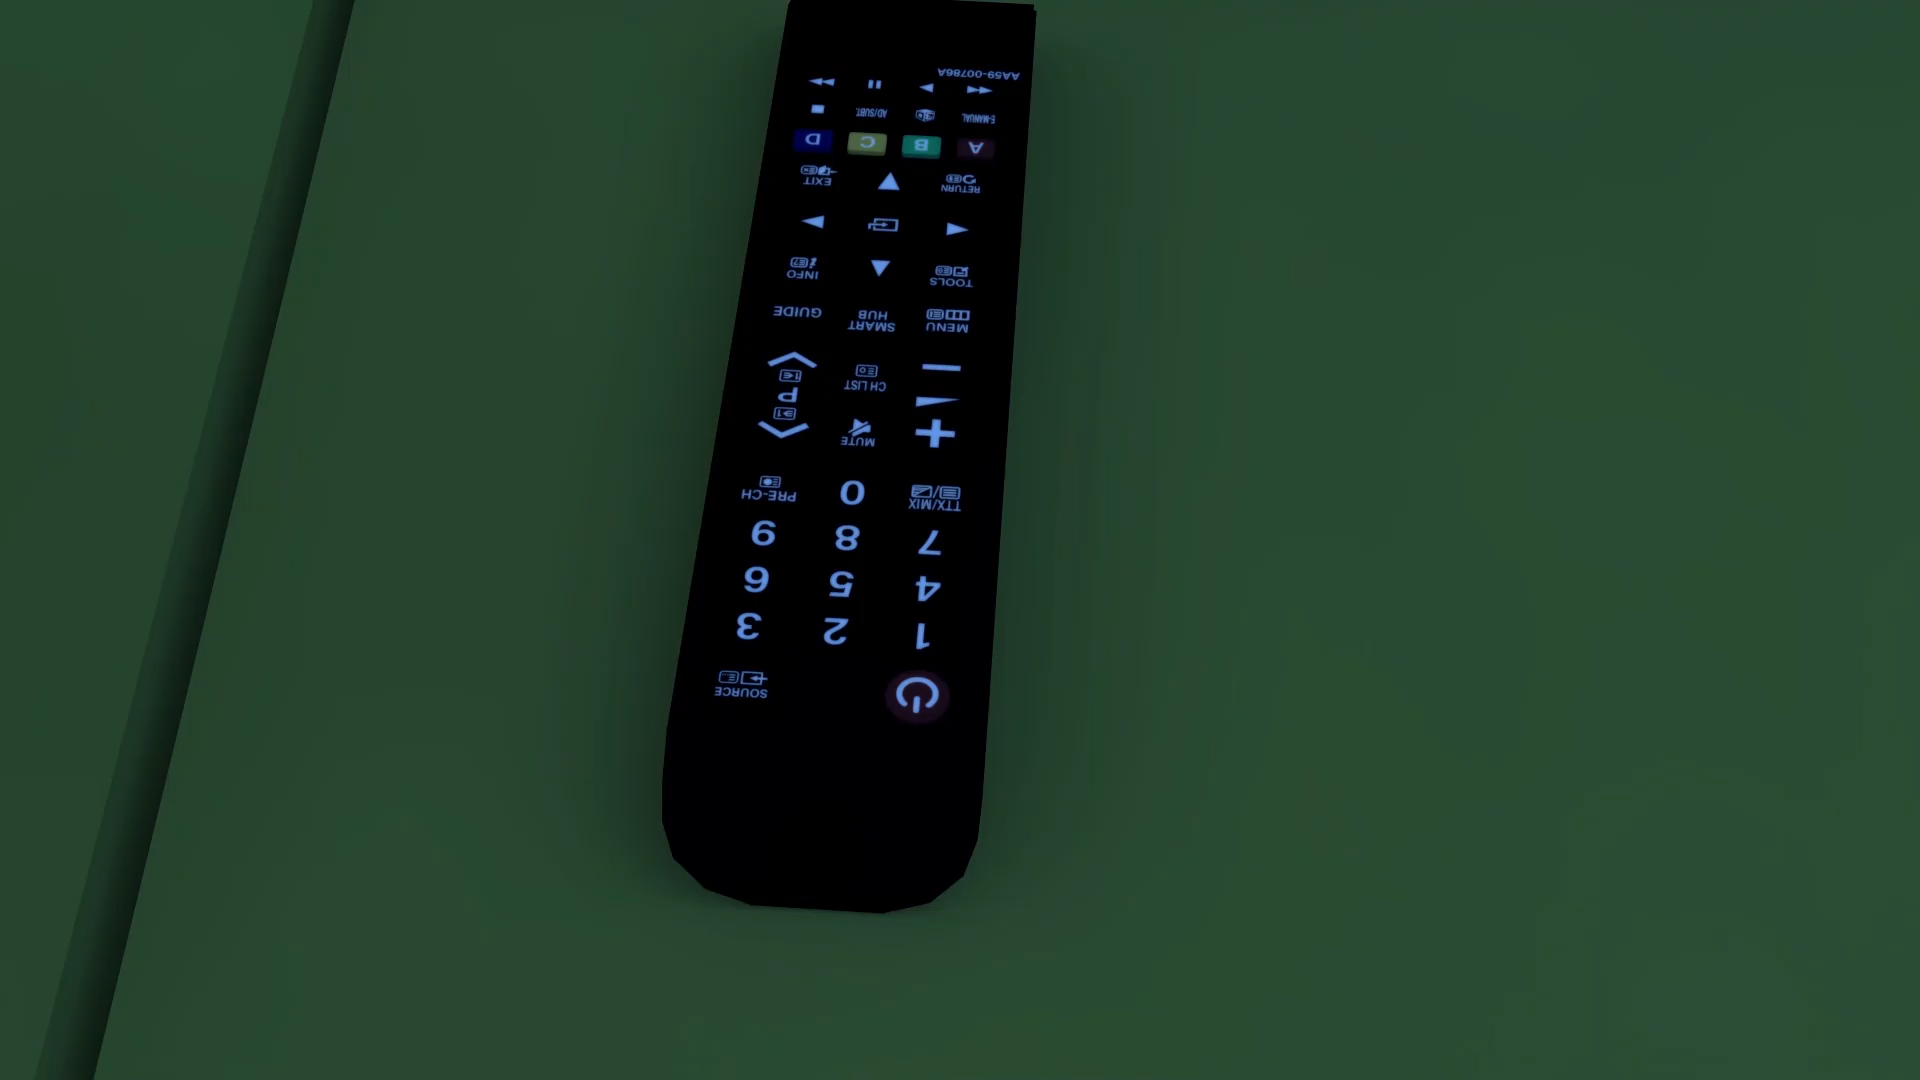 SOURCE
1 2 3
4 5 6
7 8 9
TTX/MIX 0 PRE-CH
MUTE
P
CH LIST
MENU SMART HUB GUIDE
TOOLS INFO
RETURN EXIT
A B C D
E-MANUAL AD/SUBT.
AA59-00786A